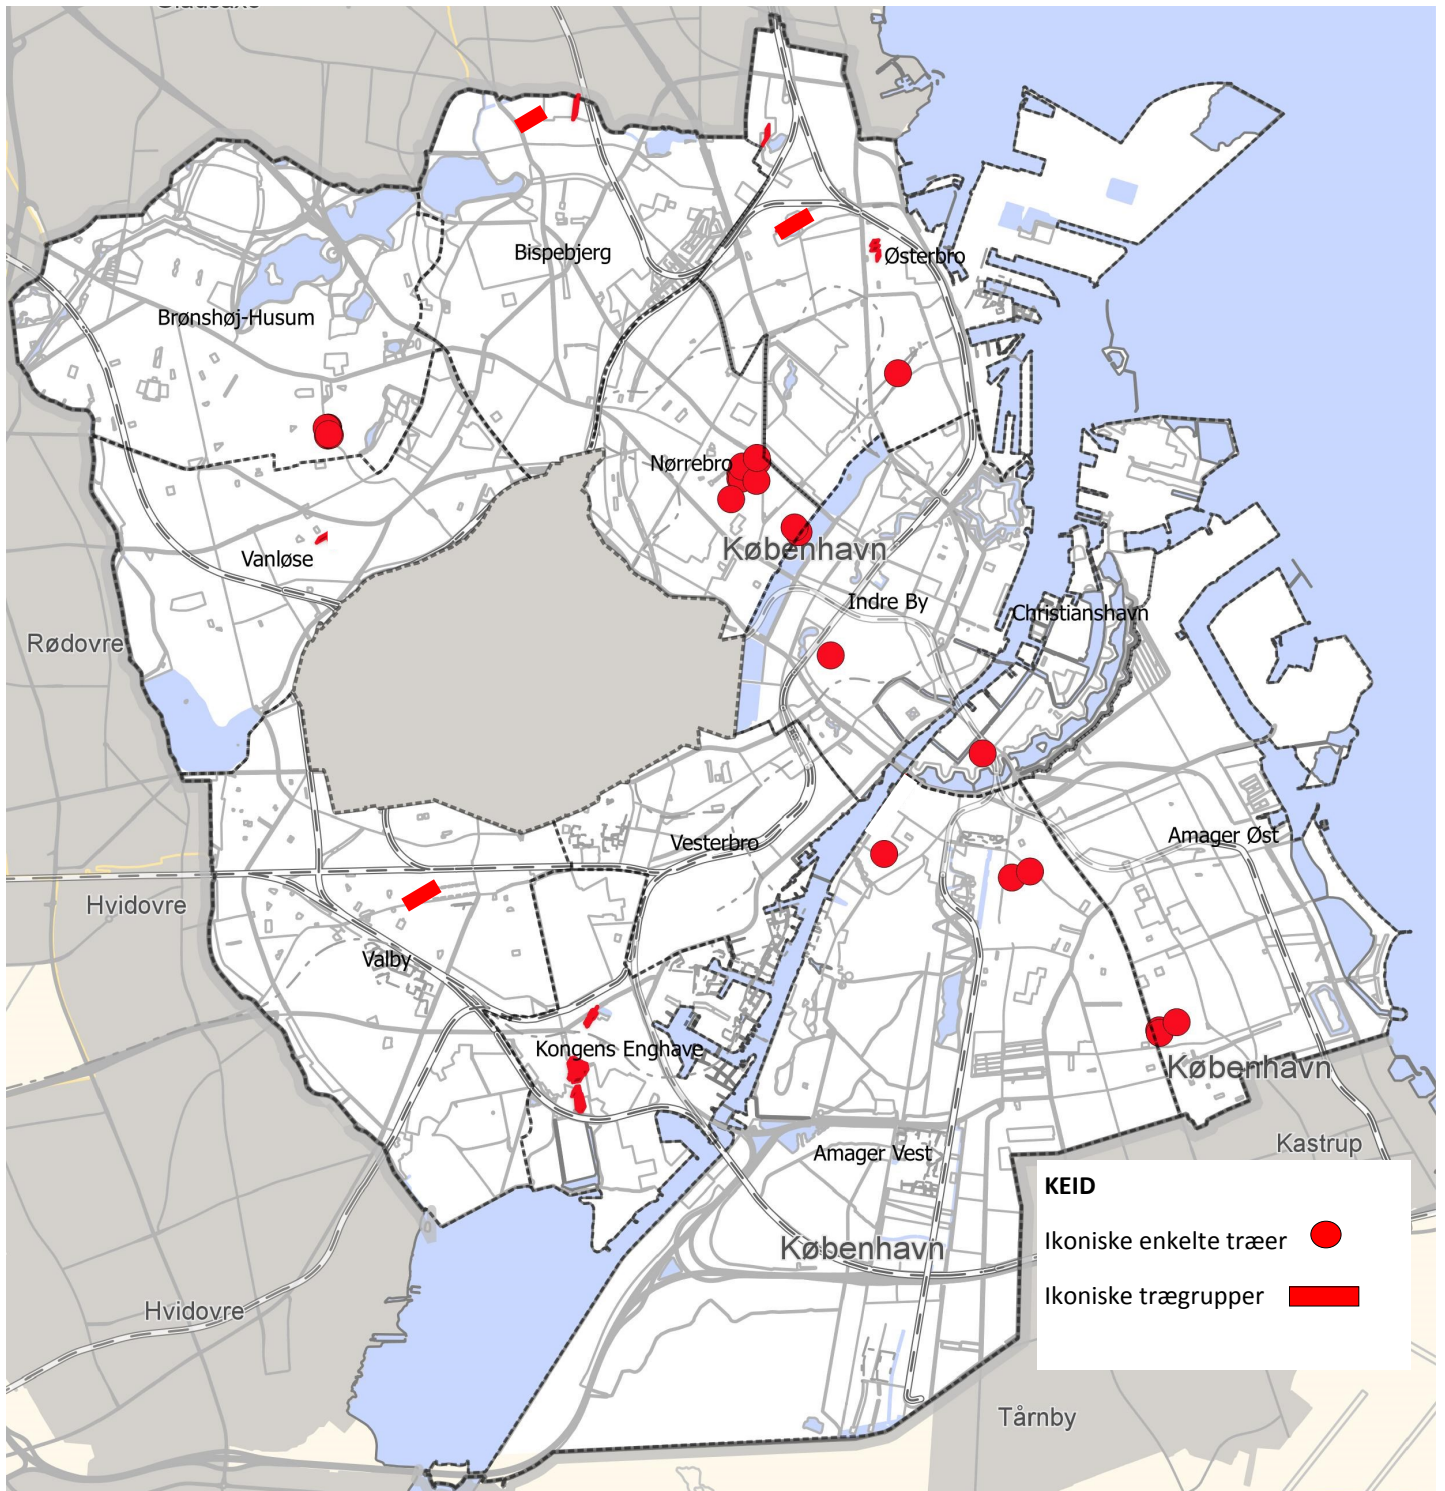 Bispebjerg
Østerbro
Brønshøj-Husum
Nørrebro
København
Vanløse
Indre By
Christianshavn
Rødovre
Vesterbro
Amager Øst
Hvidovre
Valby
Kongens Enghave
København
Kastrup
Amager Vest
København
Hvidovre
Tårnby
KEID
Ikoniske enkelte træer
Ikoniske trægrupper